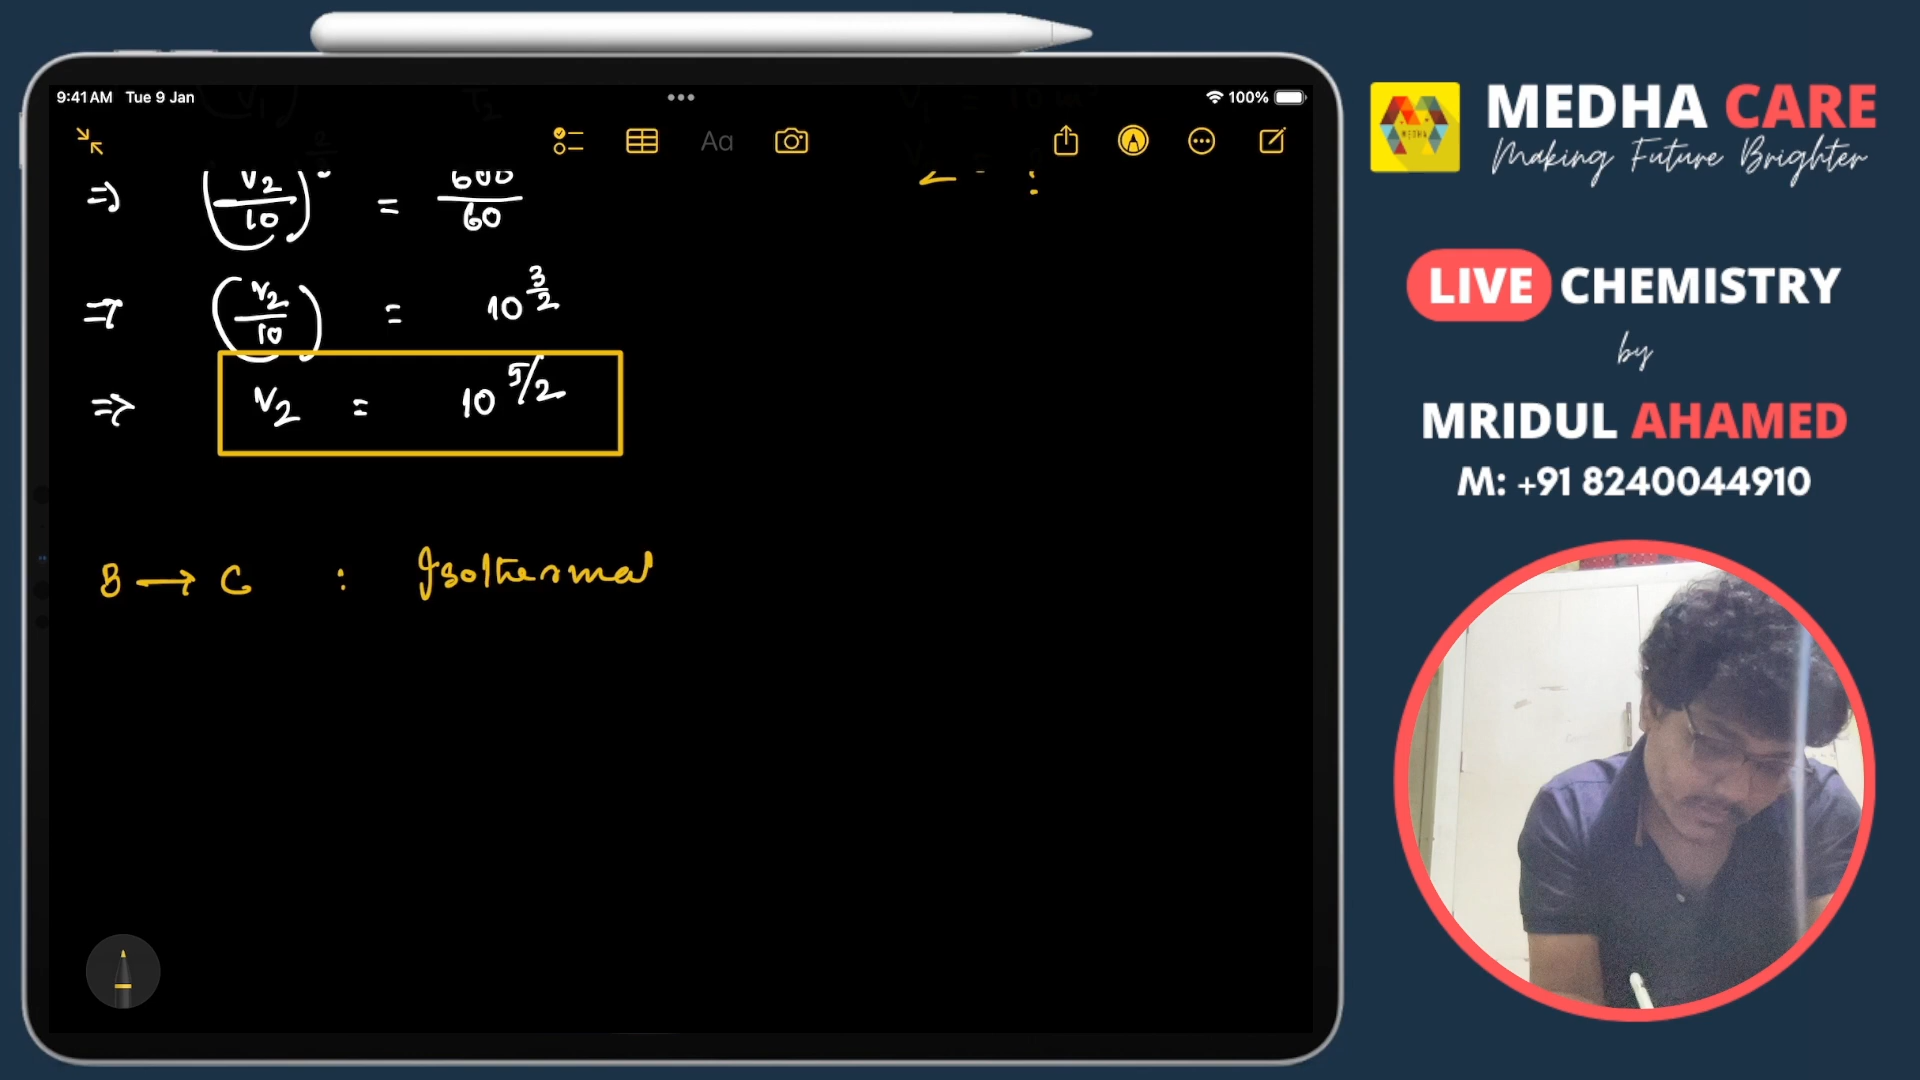 9:41 AM Tue 9 Jan
100%
Aa
=> (V2/10) = 600/60
=> (V2/10) = 10^3/2
=> V2 = 10^5/2
B → C : Isothermal
MEDHA CARE
Making Future Brighter
LIVE CHEMISTRY
by
MRIDUL AHAMED
M: +91 8240044910